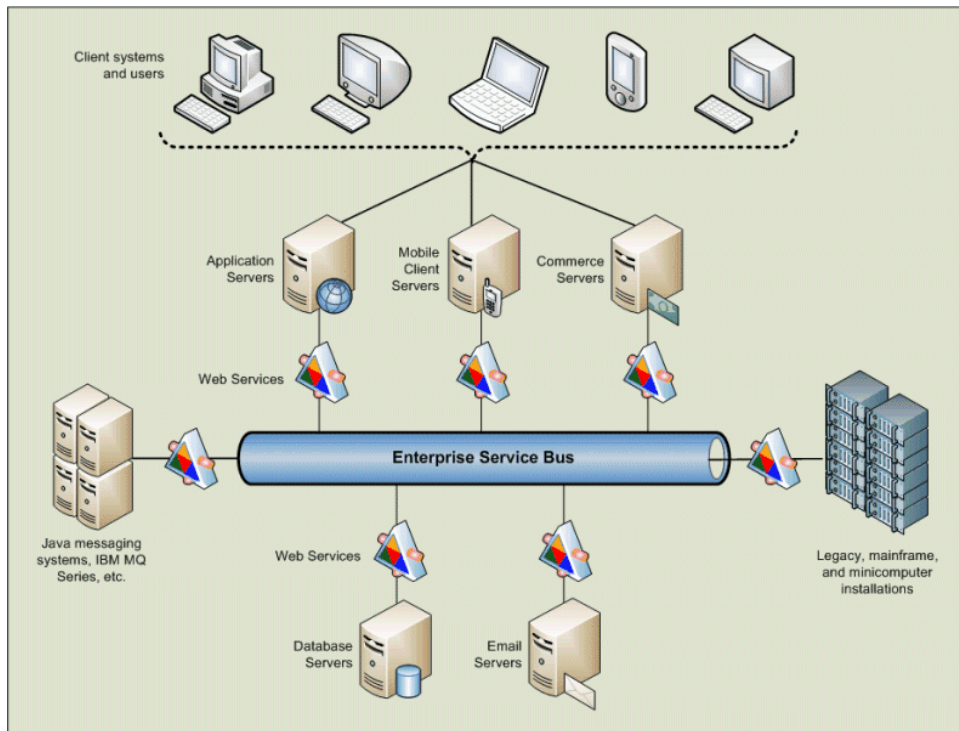 Client systems
and users
Application
Servers
Mobile
Client
Servers
Commerce
Servers
Web Services
Enterprise Service Bus
Java messaging
systems, IBM MQ
Series, etc.
Web Services
Legacy, mainframe,
and minicomputer
installations
Database
Servers
Email
Servers